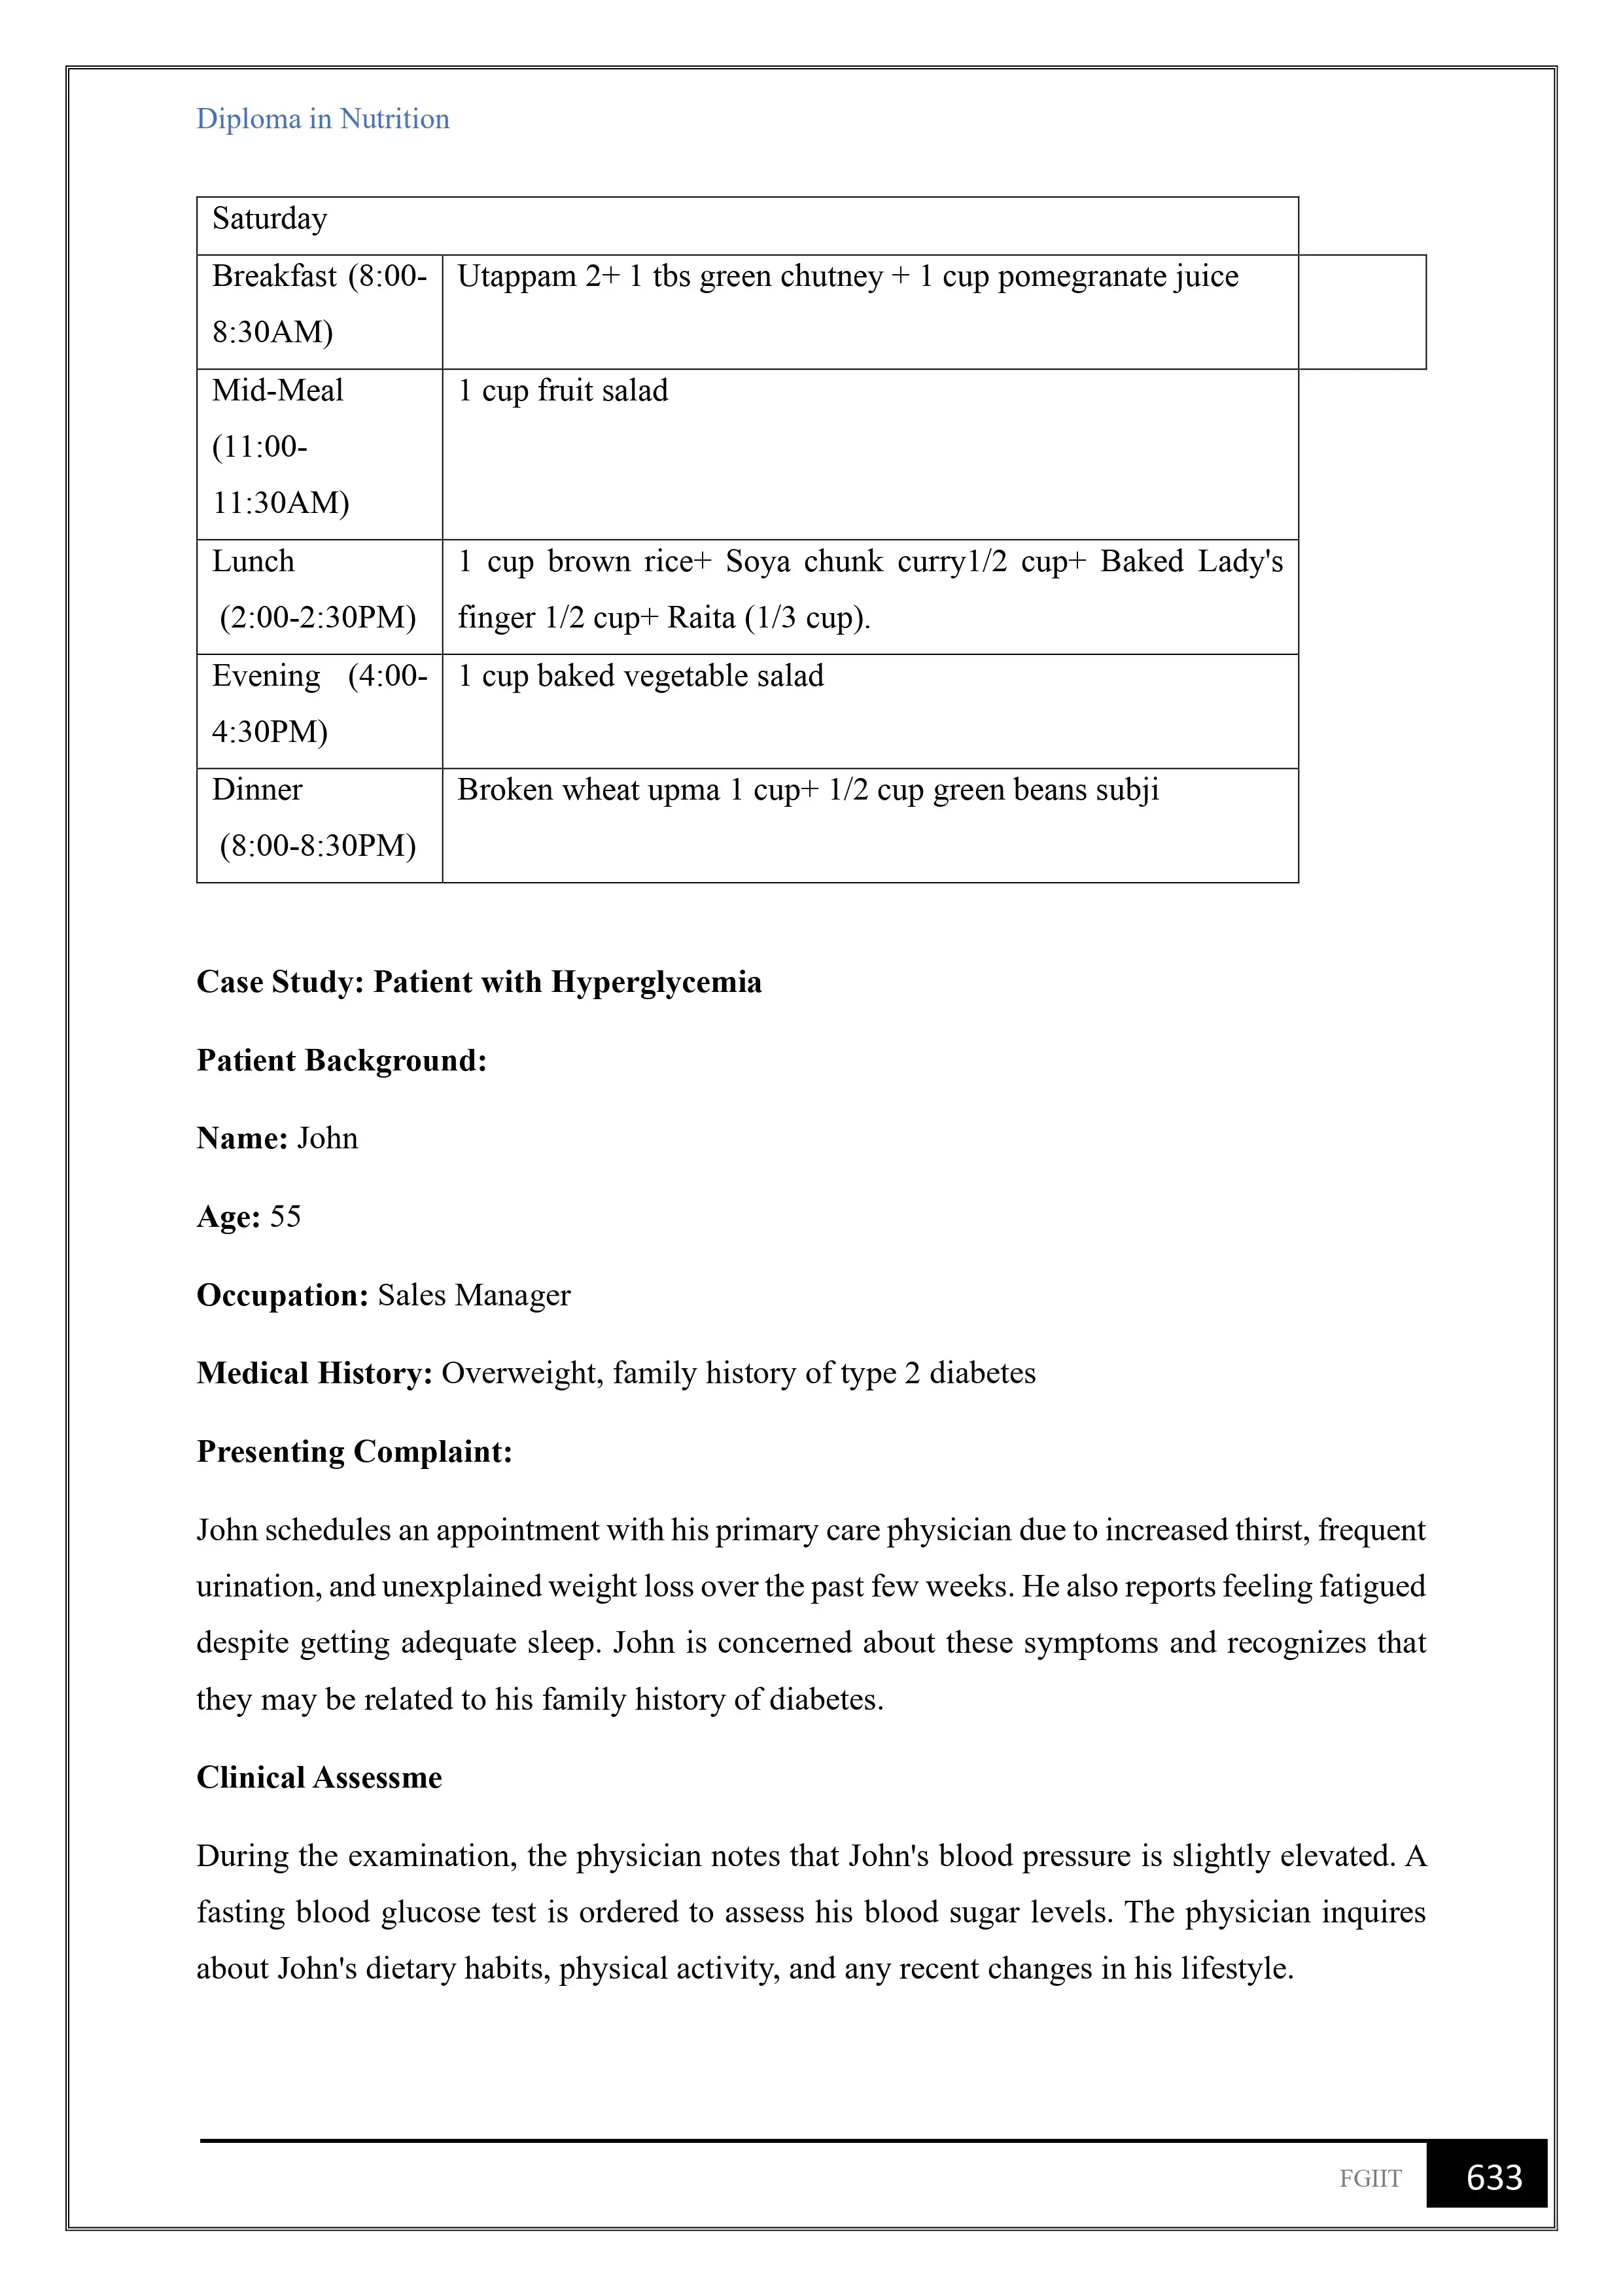 Diploma in Nutrition
Saturday
Breakfast (8:00-
8:30AM)
Utappam 2+ 1 tbs green chutney + 1 cup pomegranate juice
Mid-Meal
(11:00-
11:30AM)
1 cup fruit salad
Lunch
(2:00-2:30PM)
1 cup brown rice+ Soya chunk curry1/2 cup+ Baked Lady's
finger 1/2 cup+ Raita (1/3 cup).
Evening (4:00-
4:30PM)
1 cup baked vegetable salad
Dinner
(8:00-8:30PM)
Broken wheat upma 1 cup+ 1/2 cup green beans subji
Case Study: Patient with Hyperglycemia
Patient Background:
Name: John
Age: 55
Occupation: Sales Manager
Medical History: Overweight, family history of type 2 diabetes
Presenting Complaint:
John schedules an appointment with his primary care physician due to increased thirst, frequent
urination, and unexplained weight loss over the past few weeks. He also reports feeling fatigued
despite getting adequate sleep. John is concerned about these symptoms and recognizes that
they may be related to his family history of diabetes.
Clinical Assessme
During the examination, the physician notes that John's blood pressure is slightly elevated. A
fasting blood glucose test is ordered to assess his blood sugar levels. The physician inquires
about John's dietary habits, physical activity, and any recent changes in his lifestyle.
FGIIT
633